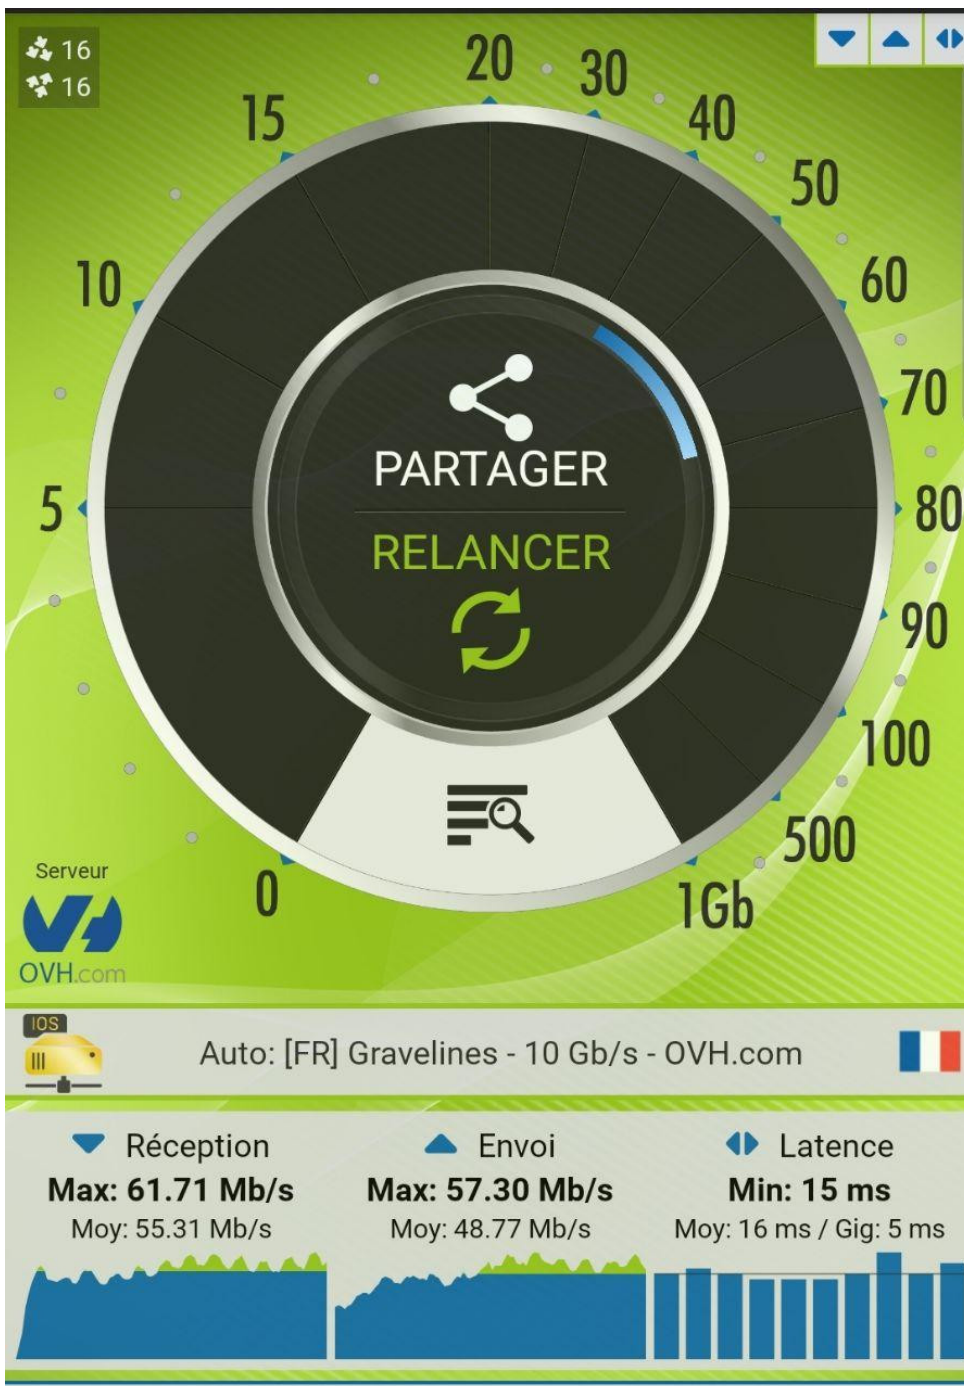 16
16
20
30
15
40
50
10
60
70
5
80
90
100
500
0
1Gb
PARTAGER
RELANCER
Serveur
OVH.com
IOS
Auto: [FR] Gravelines - 10 Gb/s - OVH.com
Réception
Max: 61.71 Mb/s
Moy: 55.31 Mb/s
Envoi
Max: 57.30 Mb/s
Moy: 48.77 Mb/s
Latence
Min: 15 ms
Moy: 16 ms / Gig: 5 ms